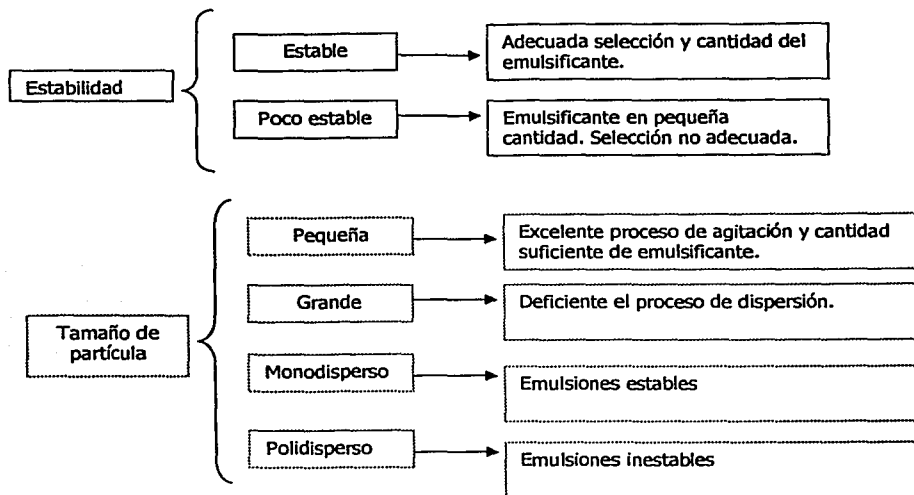 Estabilidad
Estable
Adecuada selección y cantidad del
emulsificante.
Poco estable
Emulsificante en pequeña
cantidad. Selección no adecuada.
Tamaño de
partícula
Pequeña
Excelente proceso de agitación y cantidad
suficiente de emulsificante.
Grande
Deficiente el proceso de dispersión.
Monodisperso
Emulsiones estables
Polidisperso
Emulsiones inestables